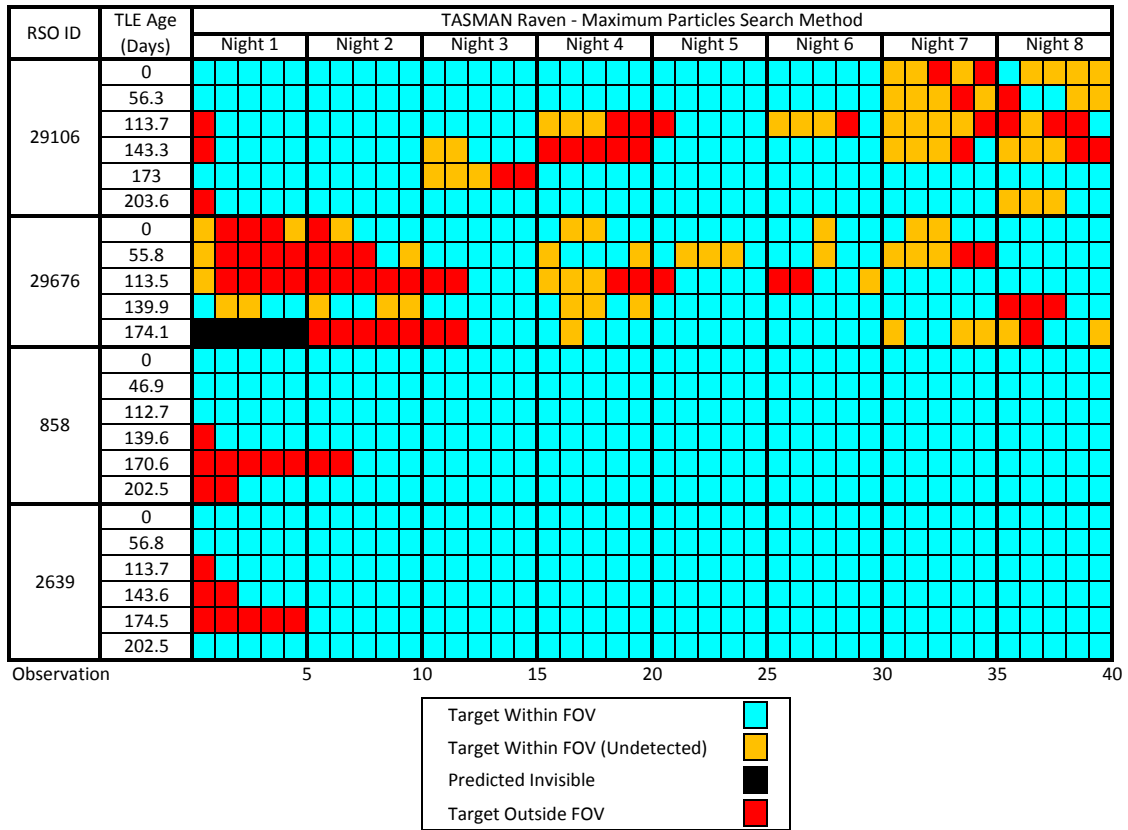 RSO ID
TLE Age
(Days)
TASMAN Raven - Maximum Particles Search Method
Night 1 Night 2 Night 3 Night 4 Night 5 Night 6 Night 7 Night 8
29106
0
56.3
113.7
143.3
173
203.6
29676
0
55.8
113.5
139.9
174.1
858
0
46.9
112.7
139.6
170.6
202.5
2639
0
56.8
113.7
143.6
174.5
202.5
Observation 5 10 15 20 25 30 35 40
Target Within FOV
Target Within FOV (Undetected)
Predicted Invisible
Target Outside FOV